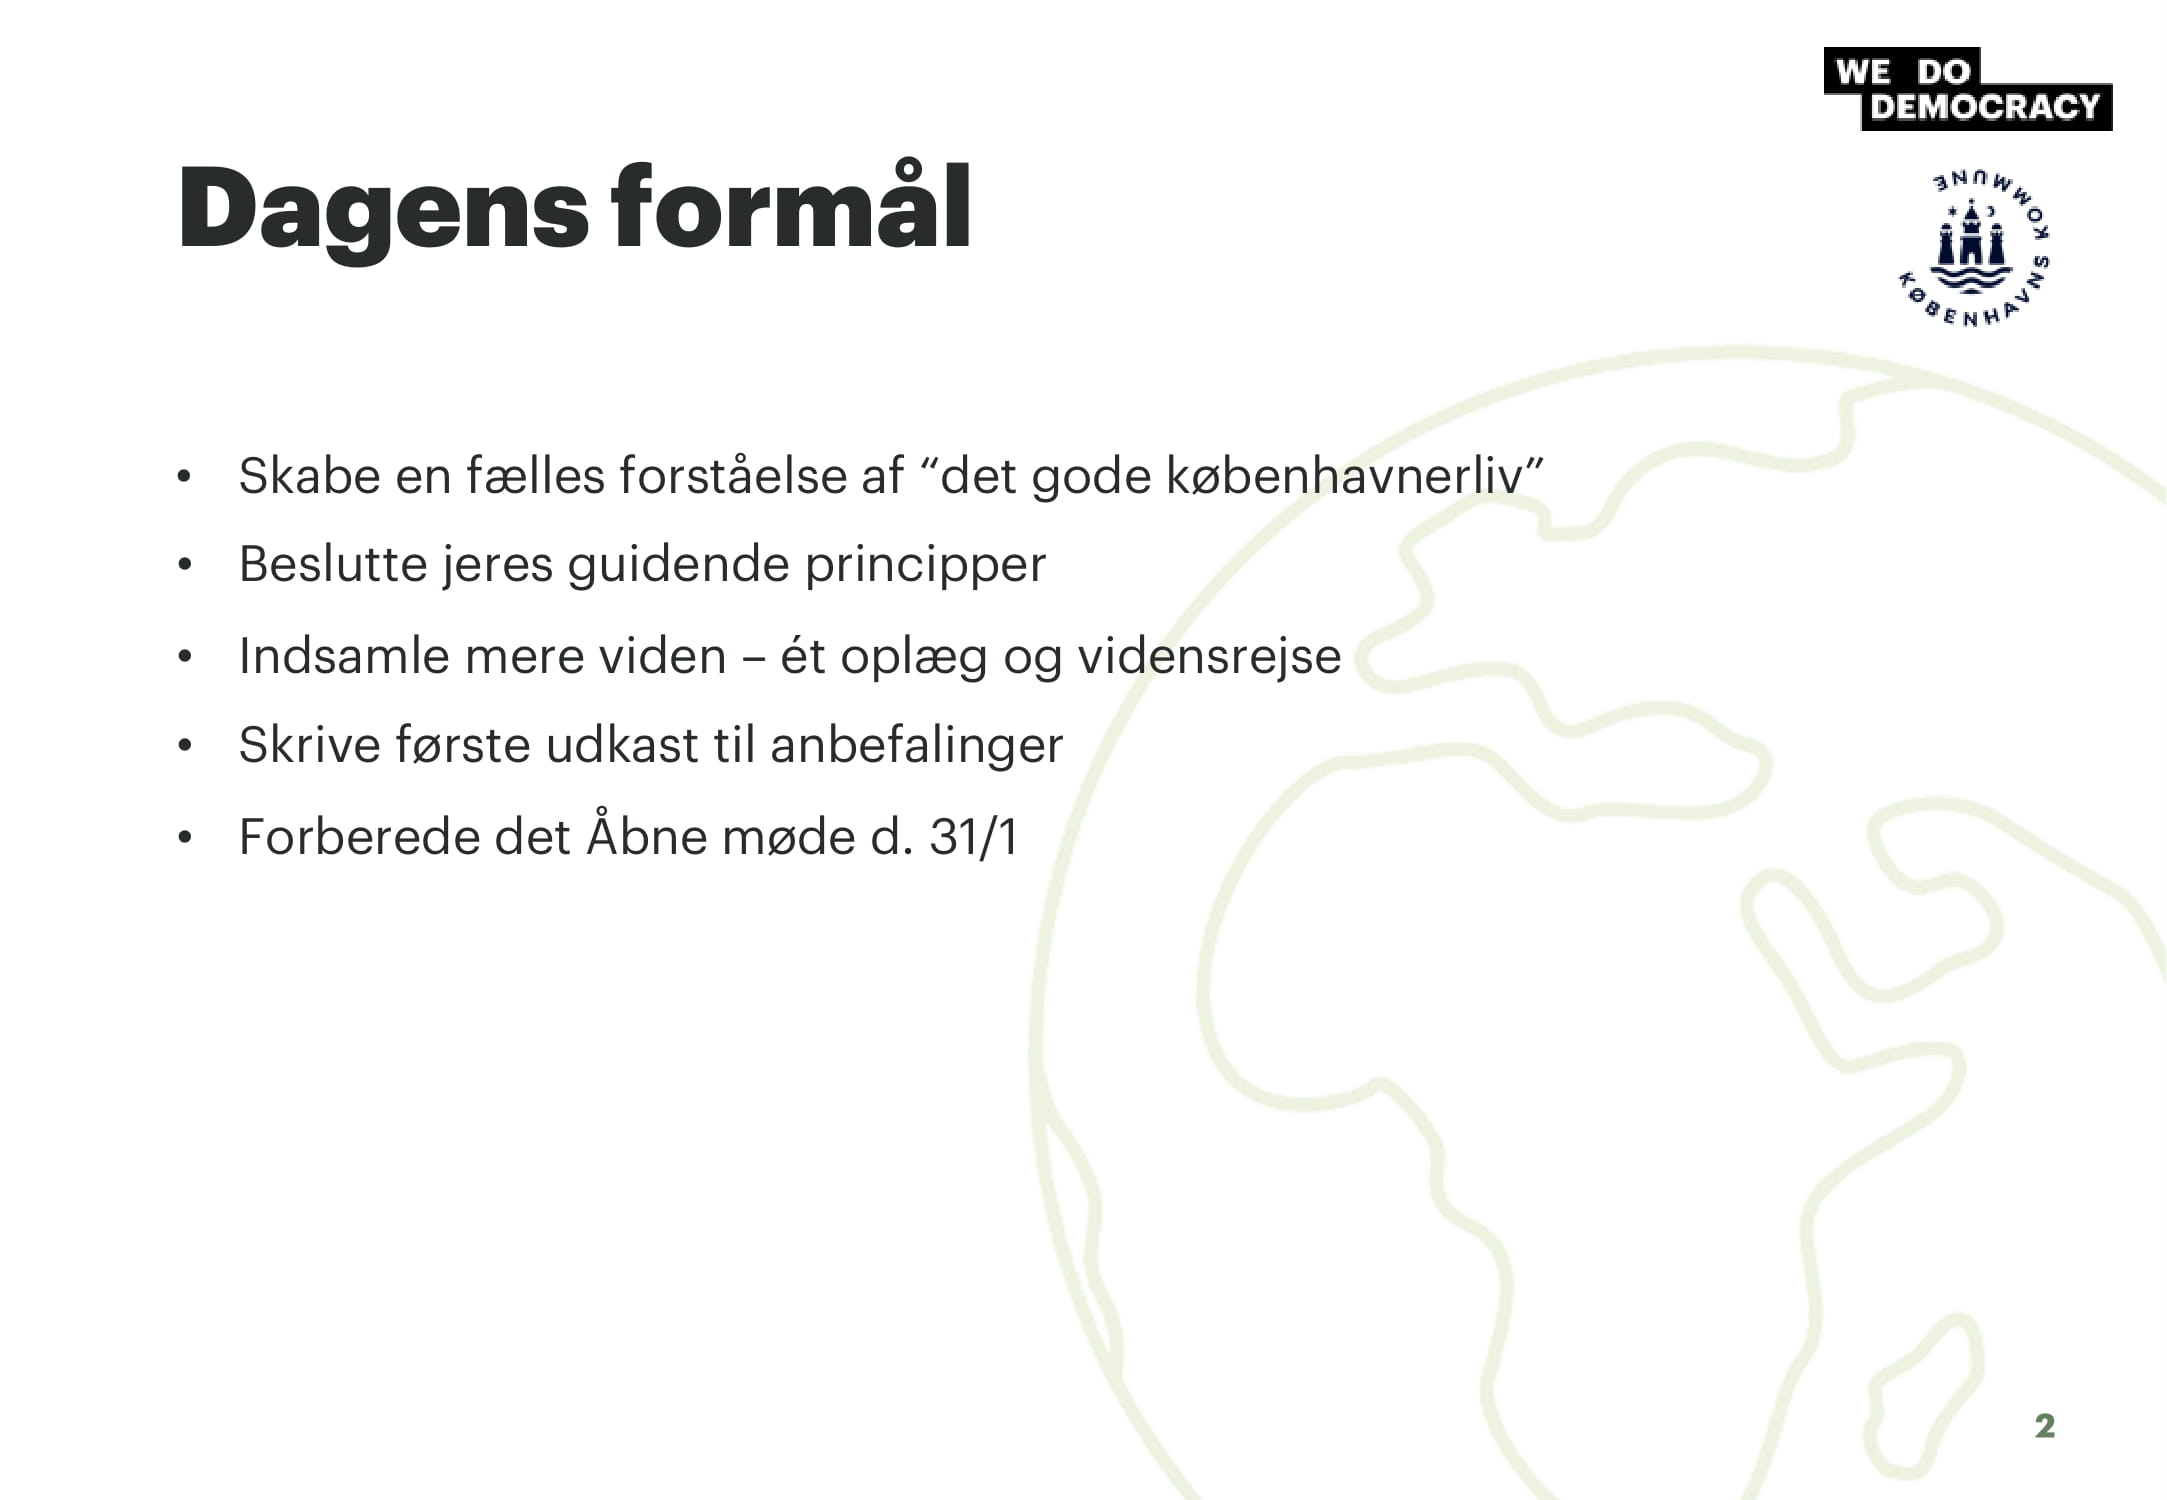 WE DO
DEMOCRACY
KØBENHAVNS KOMMUNE
Dagens formål
• Skabe en fælles forståelse af “det gode københavnerliv”
• Beslutte jeres guidende principper
• Indsamle mere viden – ét oplæg og vidensrejse
• Skrive første udkast til anbefalinger
• Forberede det Åbne møde d. 31/1
2